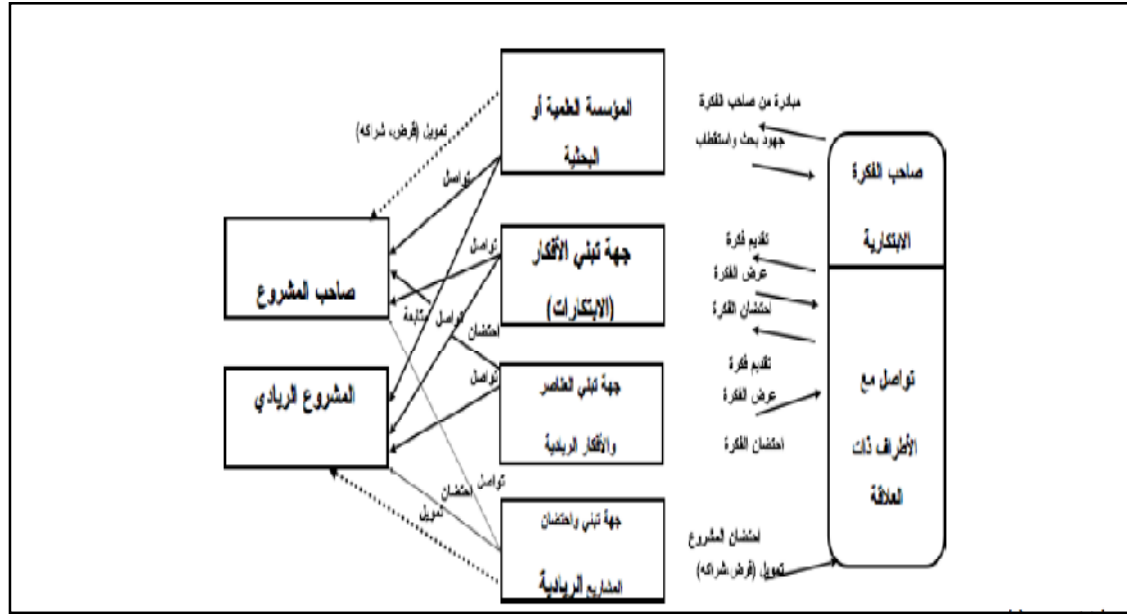 مبادرة من صاحب الفكرة
جهود بحث واستقطاب
صاحب الفكرة
الابتكارية
تقديم فكرة
عرض الفكرة
احتضان الفكرة
تقديم فكرة
عرض الفكرة
احتضان الفكرة
تواصل مع
الأطراف ذات
العلاقة
احتضان المشروع
تمويل (قرض،شراكه)
المؤسسة العلمية أو
البحثية
جهة تبني الأفكار
(الابتكارات)
جهة تبني العناصر
والأفكار الريادية
جهة تبني واحتضان
المشاريع الريادية
تمويل (قرض، شراكه)
تواصل
تواصل
تواصل
متابعة
احتضان
تواصل
تواصل
احتضان
تمويل
صاحب المشروع
المشروع الريادي